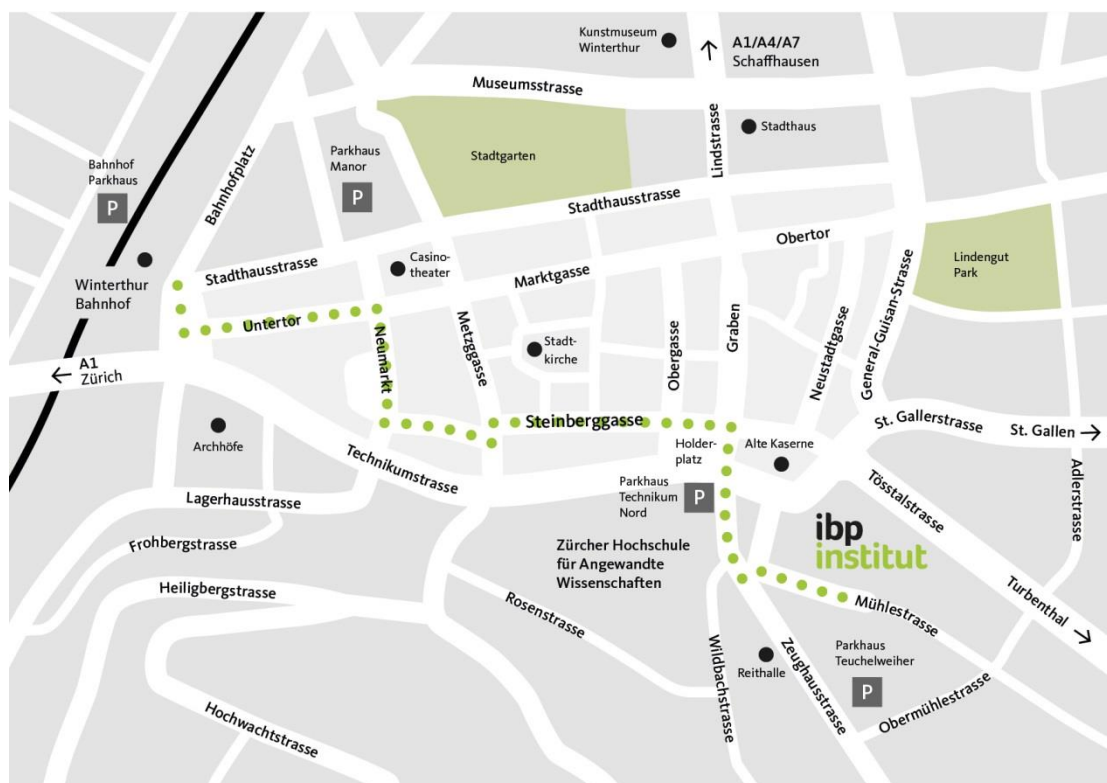 Kunstmuseum
Winterthur
A1/A4/A7
Schaffhausen
Museumsstrasse
Stadthaus
Lindstrasse
Bahnhof
Parkhaus
P
Parkhaus
Manor
P
Stadtgarten
Bahnhofplatz
Stadthausstrasse
Obertor
Lindengut
Park
Winterthur
Bahnhof
Stadthausstrasse
Casino-
theater
Marktgasse
Untertor
Neumarkt
Metzggasse
Stadt-
kirche
Obergasse
Graben
Neustadtgasse
General-Guisan-Strasse
A1
Zürich
Archhöfe
Steinberggasse
Holder-
platz
Alte Kaserne
St. Gallerstrasse
St. Gallen
Technikumstrasse
Lagerhausstrasse
Parkhaus
Technikum
Nord
P
Tösstalstrasse
Adlerstrasse
Frohbergstrasse
Zürcher Hochschule
für Angewandte
Wissenschaften
ibp
institut
Heiligbergstrasse
Rosenstrasse
Mühlestrasse
Turbenthal
Wildbachstrasse
Reithalle
Zeughausstrasse
Parkhaus
Teuchelweiher
P
Obermühlestrasse
Hochwachtstrasse